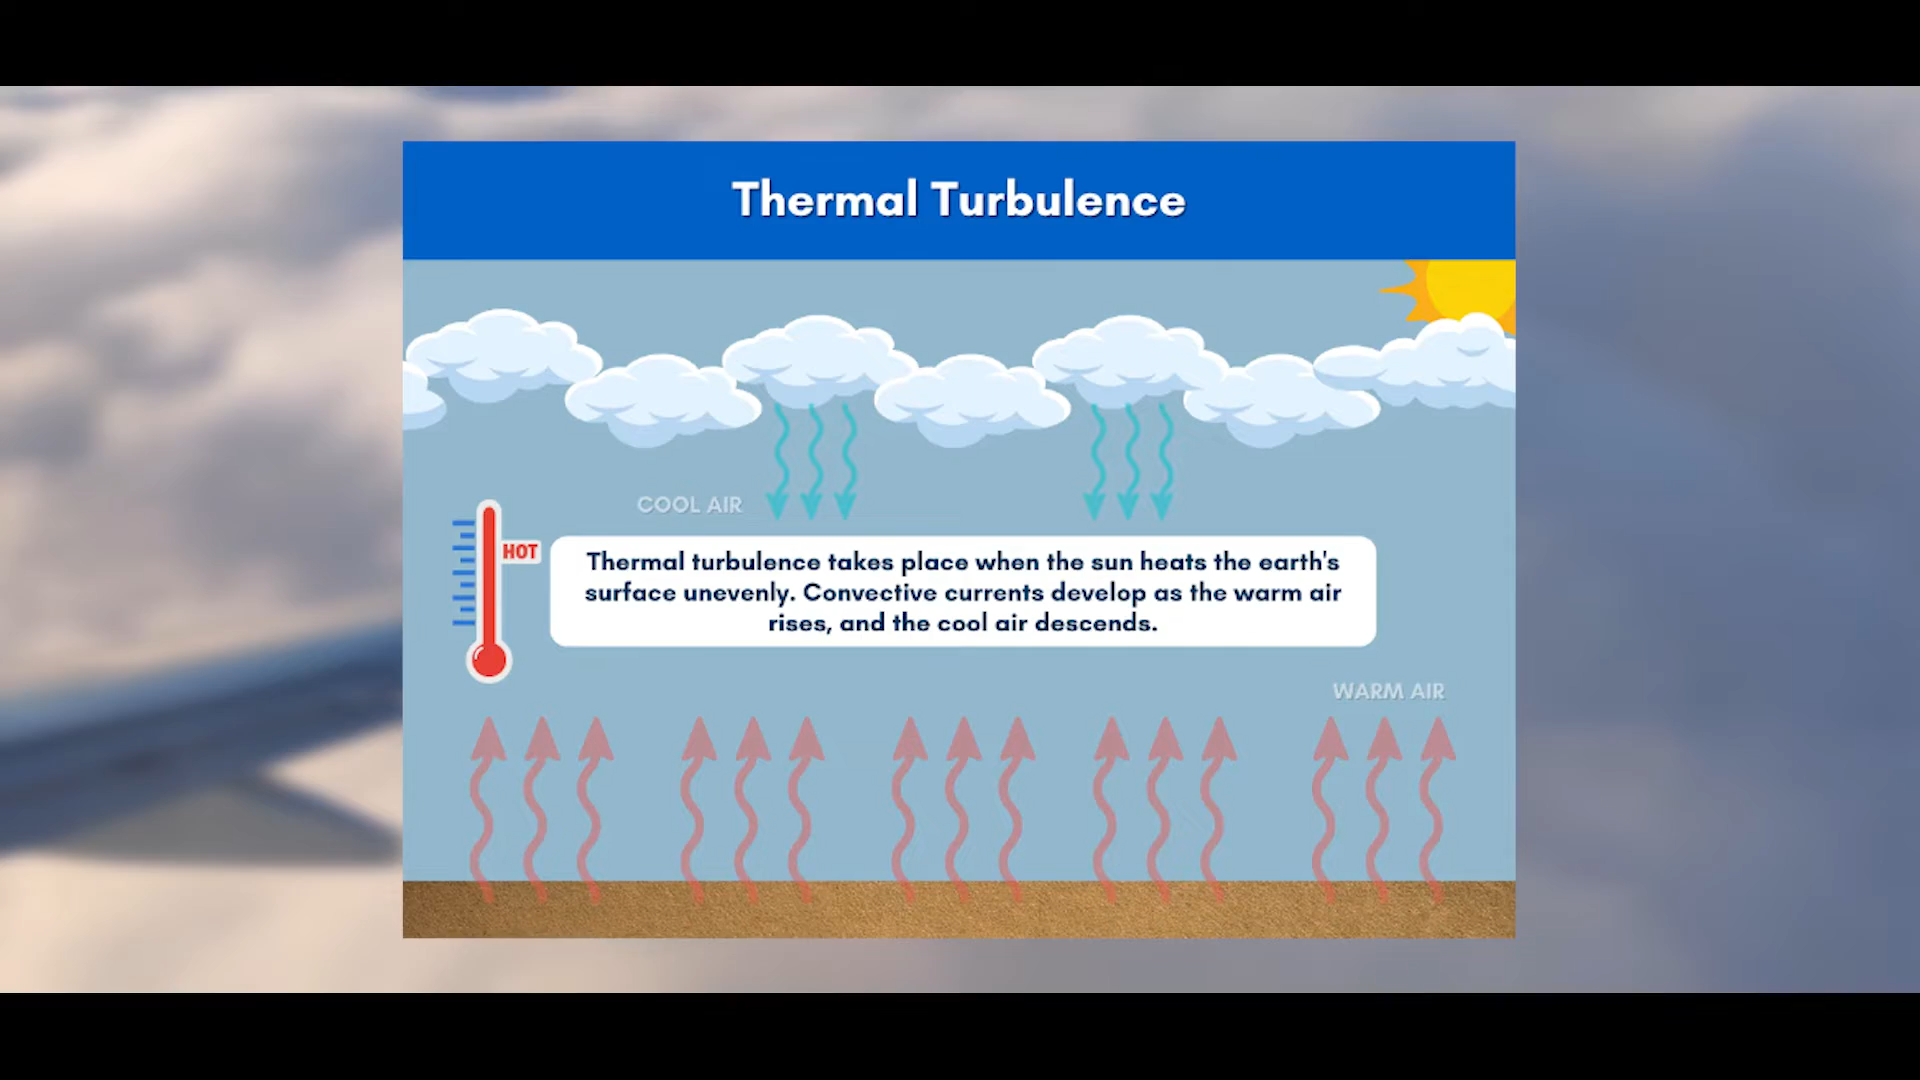 Thermal Turbulence
COOL AIR
HOT
Thermal turbulence takes place when the sun heats the earth's
surface unevenly. Convective currents develop as the warm air
rises, and the cool air descends.
WARM AIR